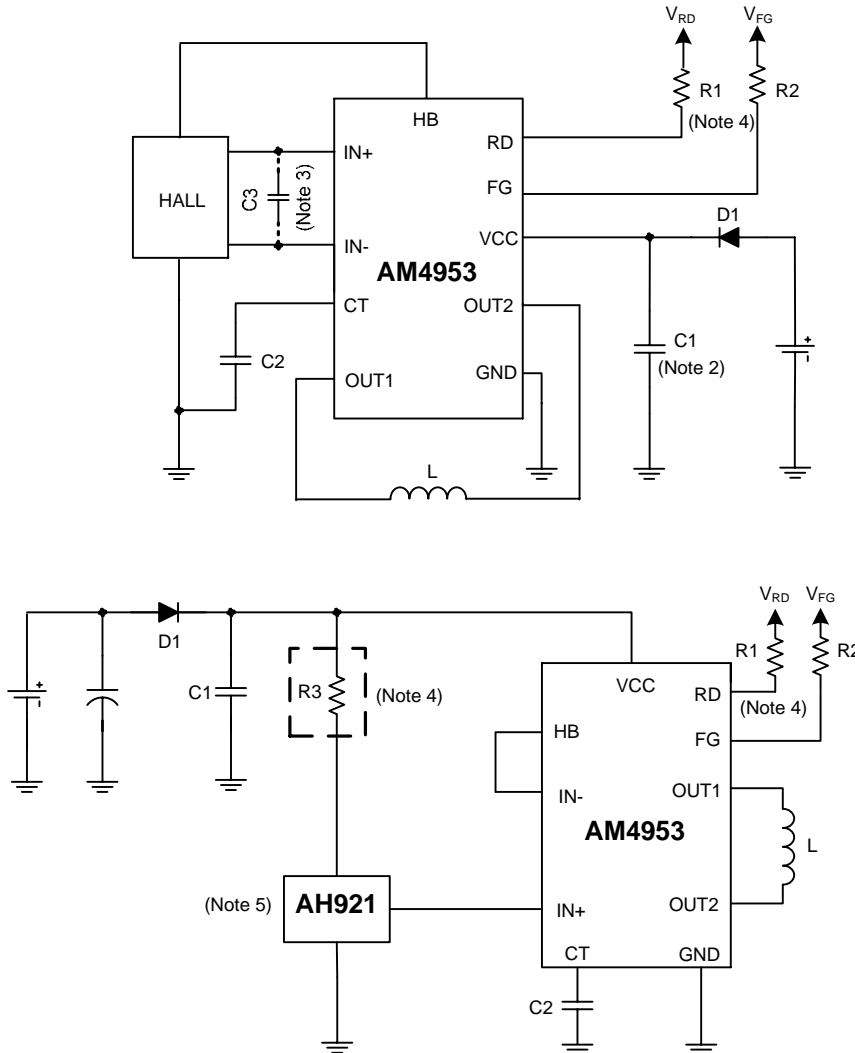 VRD
VFG
R1
(Note 4)
R2
HB
RD
IN+
C3
(Note 3)
FG
HALL
D1
VCC
IN-
AM4953
CT
OUT2
C2
C1
(Note 2)
+
-
OUT1
GND
L
VRD
VFG
D1
R1
R2
VCC
RD
(Note 4)
+
-
C1
R3
(Note 4)
HB
FG
IN-
OUT1
AM4953
L
(Note 5)
AH921
IN+
OUT2
CT
GND
C2